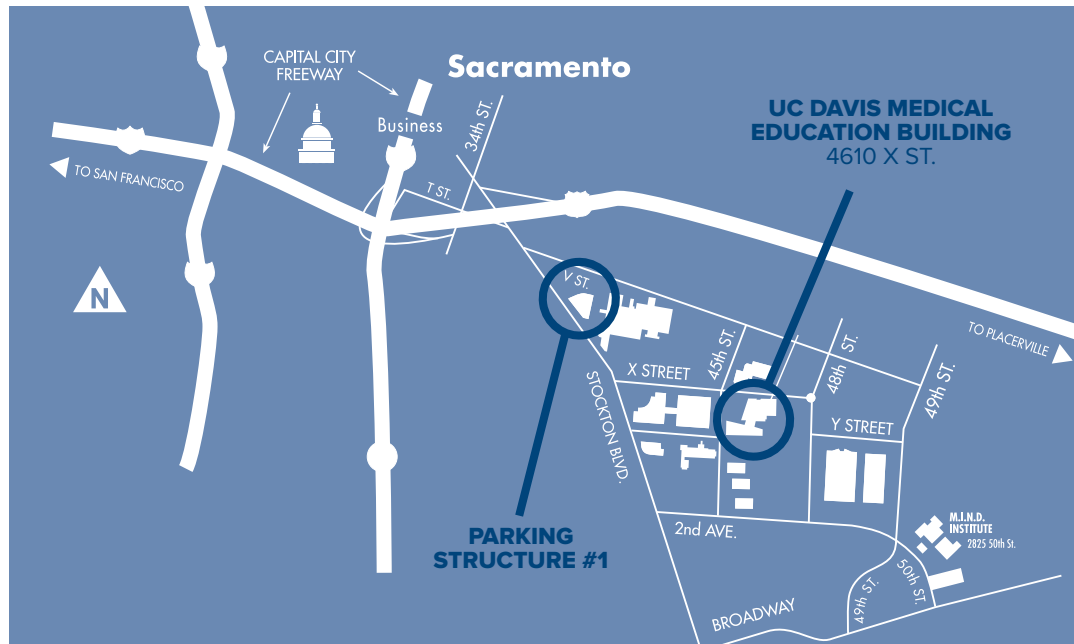 CAPITAL CITY
FREEWAY
Sacramento
Business
34th ST.
UC DAVIS MEDICAL
EDUCATION BUILDING
4610 X ST.
TO SAN FRANCISCO
T ST.
N
V ST.
TO PLACERVILLE
45th ST.
48th ST.
49th ST.
X STREET
STOCKTON BLVD.
Y STREET
2nd AVE.
PARKING
STRUCTURE #1
M.I.N.D.
INSTITUTE
2825 50th St.
49th ST.
50th ST.
BROADWAY